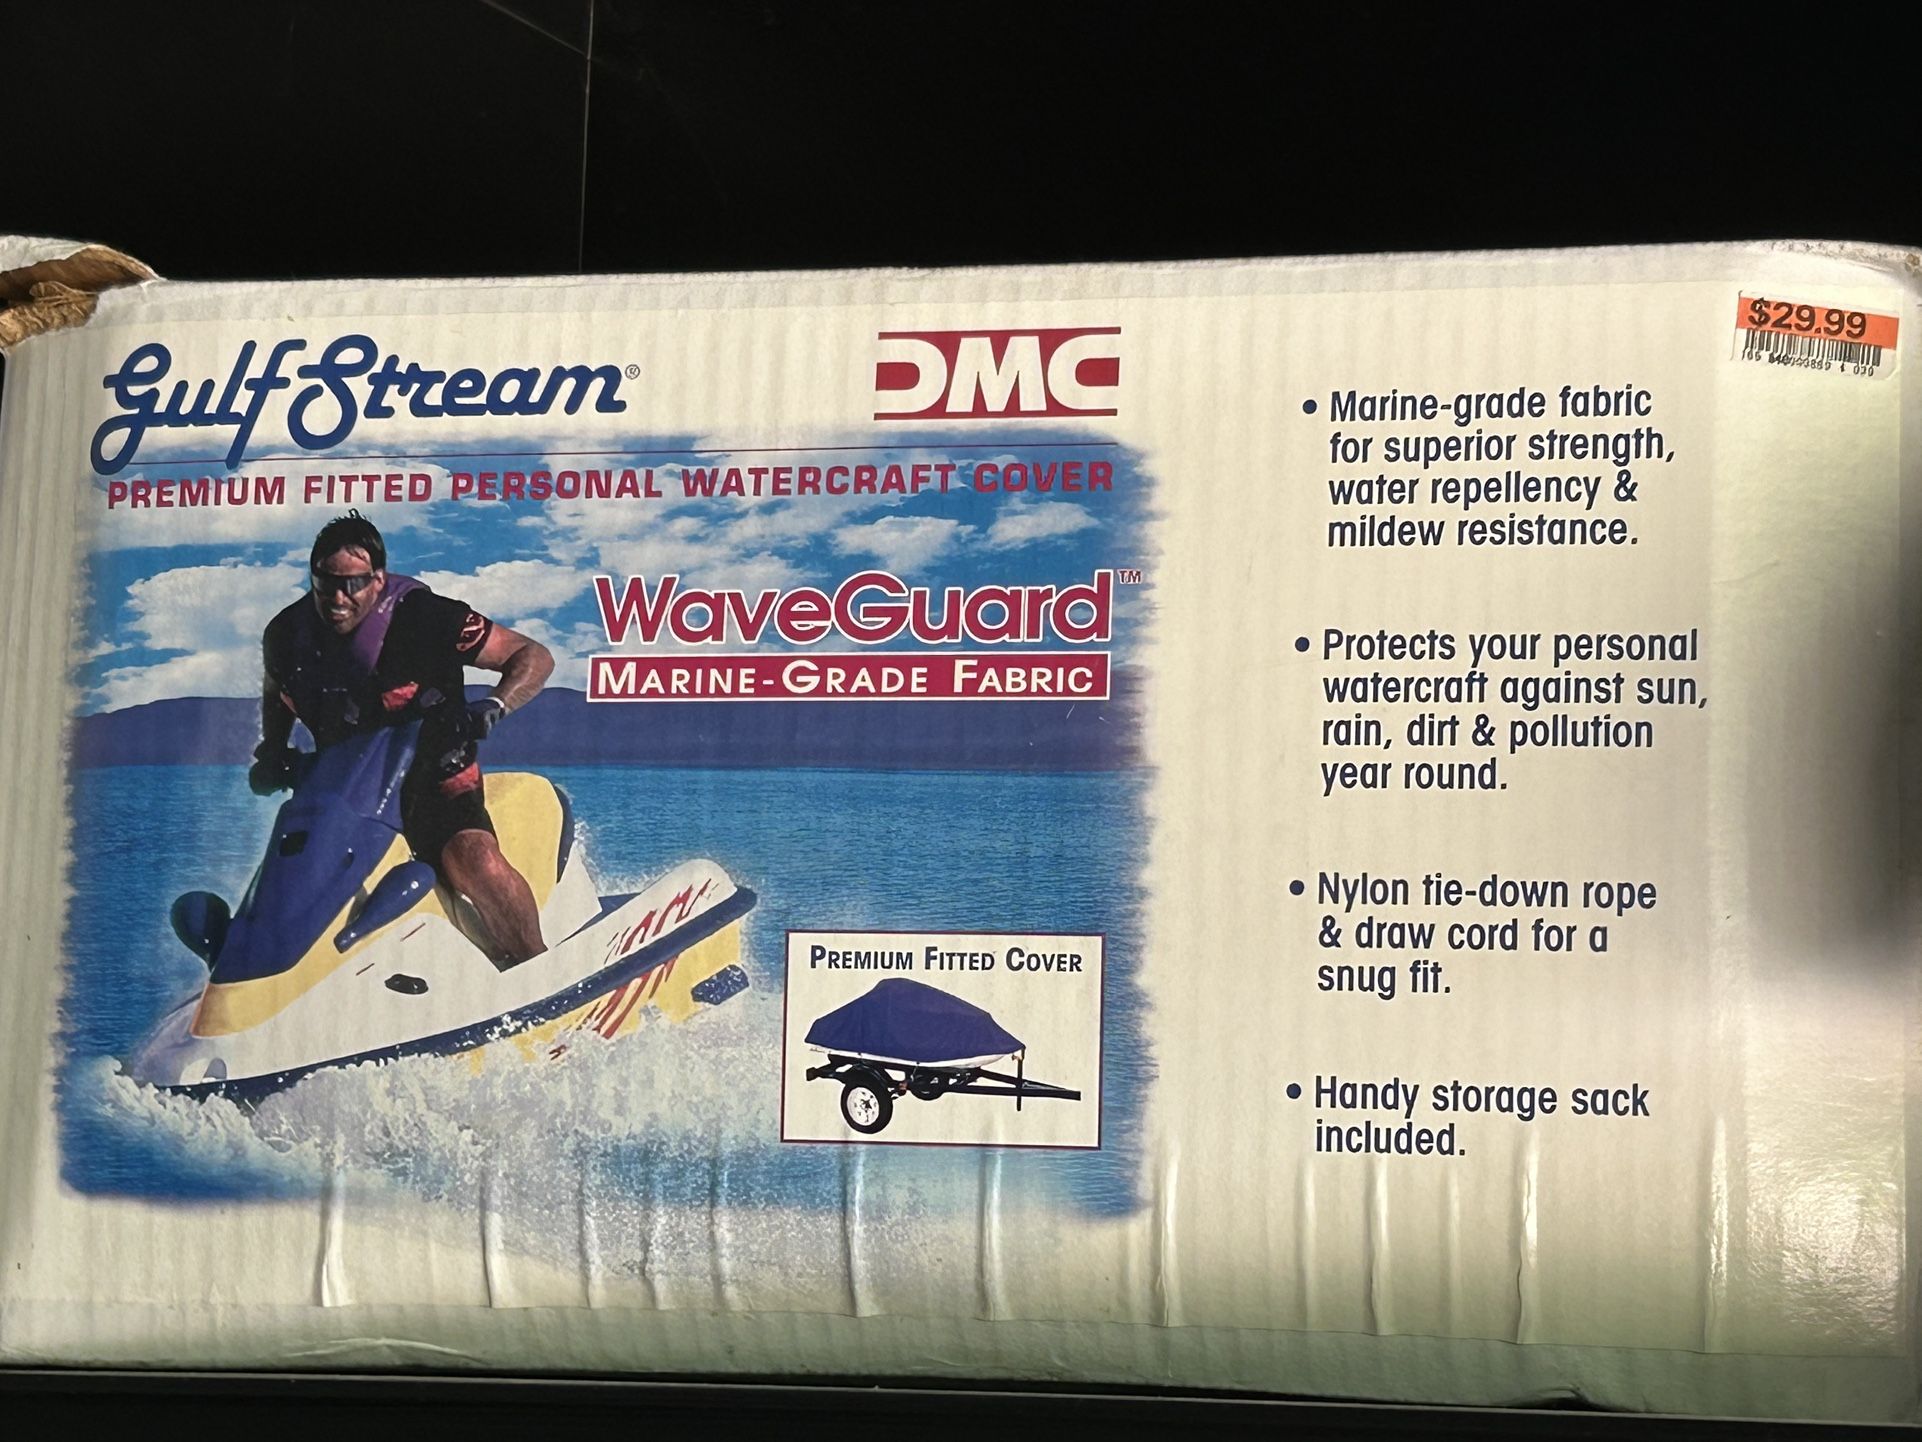 Gulf Stream®
DMC
PREMIUM FITTED PERSONAL WATERCRAFT COVER
WaveGuard™
MARINE-GRADE FABRIC
PREMIUM FITTED COVER
$29.99
• Marine-grade fabric
for superior strength,
water repellency &
mildew resistance.
• Protects your personal
watercraft against sun,
rain, dirt & pollution
year round.
• Nylon tie-down rope
& draw cord for a
snug fit.
• Handy storage sack
included.